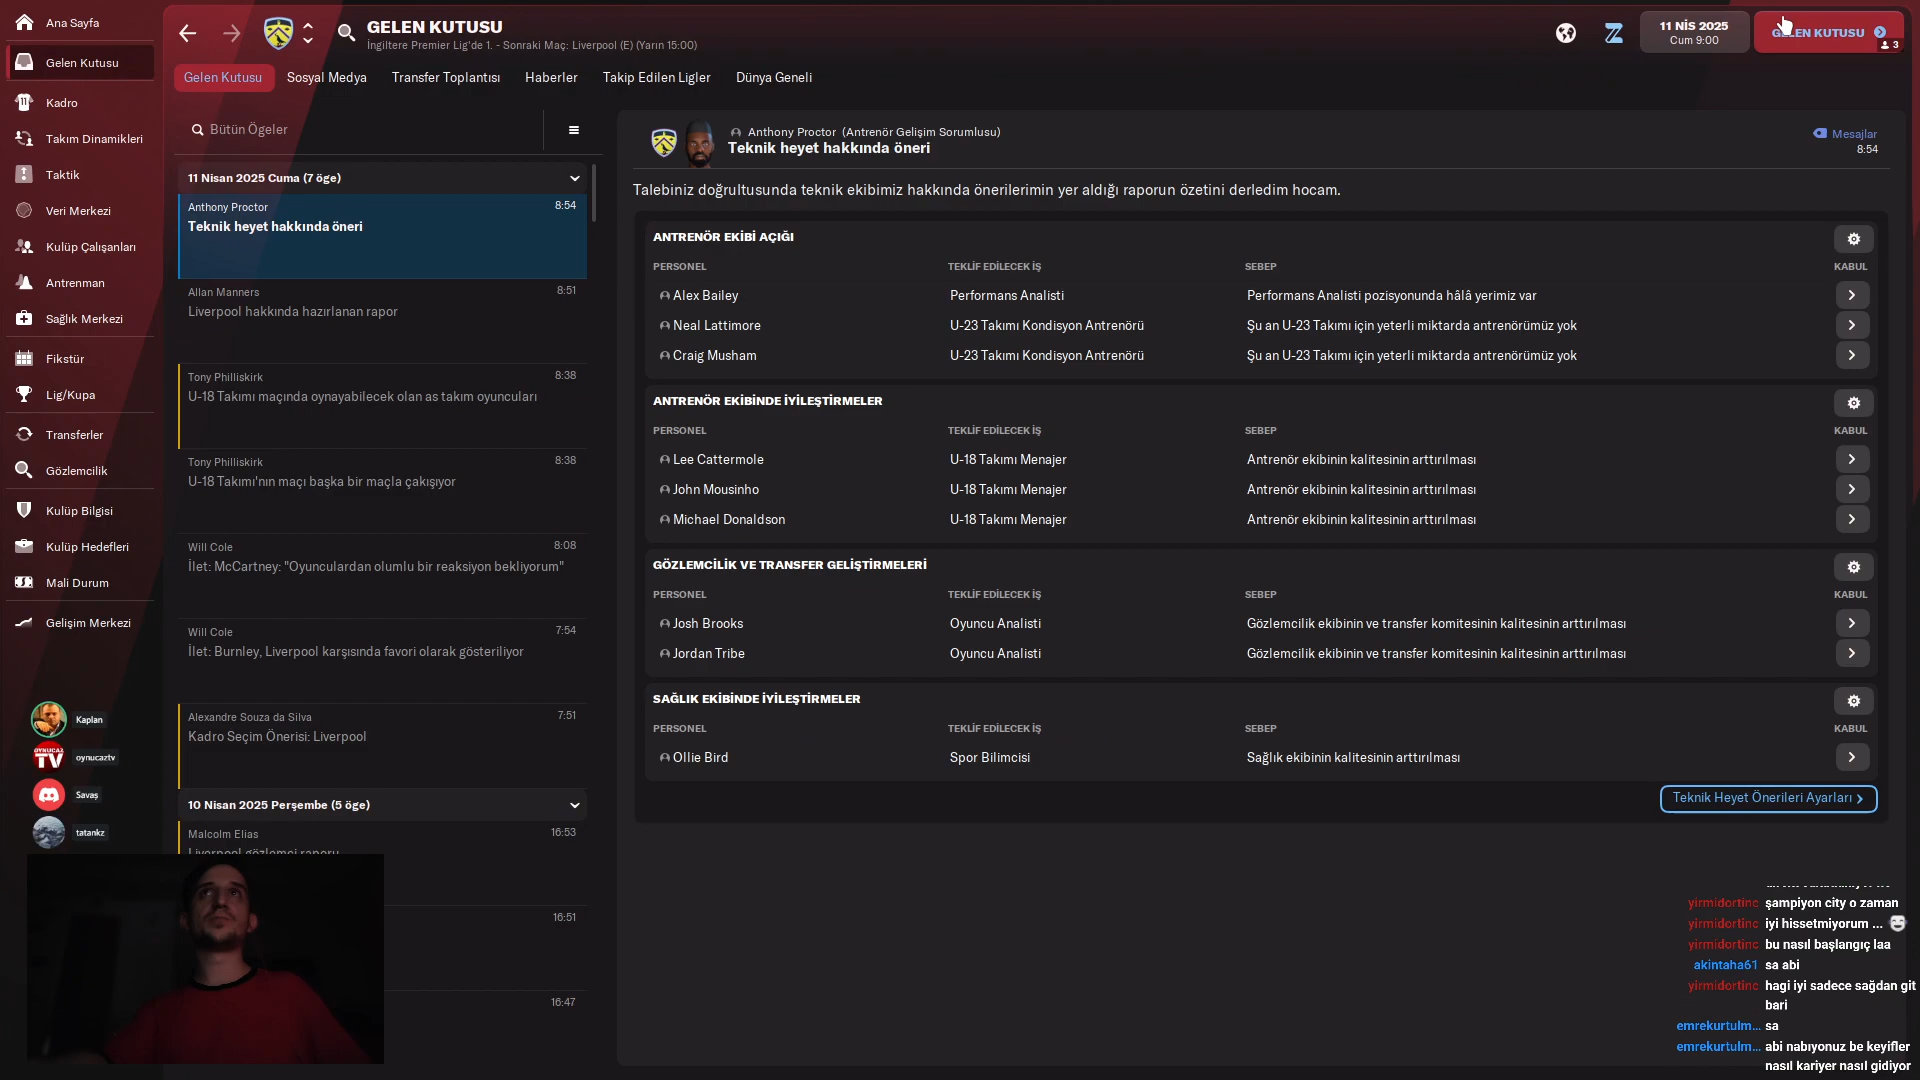 Ana Sayfa
Gelen Kutusu
Kadro
Takım Dinamikleri
Taktik
Veri Merkezi
Kulüp Çalışanları
Antrenman
Sağlık Merkezi
Fikstür
Lig/Kupa
Transferler
Gözlemcilik
Kulüp Bilgisi
Kulüp Hedefleri
Mali Durum
Gelişim Merkezi
Kaplan
OYNUCAZ TV oynucaztv
Savaş
tatankz
GELEN KUTUSU
İngiltere Premier Lig'de 1. - Sonraki Maç: Liverpool (E) (Yarın 15:00)
11 NİS 2025
Cum 9:00
GELEN KUTUSU
3
Gelen Kutusu Sosyal Medya Transfer Toplantısı Haberler Takip Edilen Ligler Dünya Geneli
Bütün Ögeler
11 Nisan 2025 Cuma (7 öge)
Anthony Proctor 8:54
Teknik heyet hakkında öneri
Allan Manners 8:51
Liverpool hakkında hazırlanan rapor
Tony Philliskirk 8:38
U-18 Takımı maçında oynayabilecek olan as takım oyuncuları
Tony Philliskirk 8:38
U-18 Takımı'nın maçı başka bir maçla çakışıyor
Will Cole 8:08
İlet: McCartney: "Oyunculardan olumlu bir reaksiyon bekliyorum"
Will Cole 7:54
İlet: Burnley, Liverpool karşısında favori olarak gösteriliyor
Alexandre Souza da Silva 7:51
Kadro Seçim Önerisi: Liverpool
10 Nisan 2025 Perşembe (5 öge)
Malcolm Elias 16:53
Liverpool gözlemci raporu
16:51
16:47
Anthony Proctor (Antrenör Gelişim Sorumlusu)
Teknik heyet hakkında öneri
Mesajlar
8:54
Talebiniz doğrultusunda teknik ekibimiz hakkında önerilerimin yer aldığı raporun özetini derledim hocam.
ANTRENÖR EKİBİ AÇIĞI
PERSONEL TEKLİF EDİLECEK İŞ SEBEP KABUL
Alex Bailey Performans Analisti Performans Analisti pozisyonunda hâlâ yerimiz var
Neal Lattimore U-23 Takımı Kondisyon Antrenörü Şu an U-23 Takımı için yeterli miktarda antrenörümüz yok
Craig Musham U-23 Takımı Kondisyon Antrenörü Şu an U-23 Takımı için yeterli miktarda antrenörümüz yok
ANTRENÖR EKİBİNDE İYİLEŞTİRMELER
PERSONEL TEKLİF EDİLECEK İŞ SEBEP KABUL
Lee Cattermole U-18 Takımı Menajer Antrenör ekibinin kalitesinin arttırılması
John Mousinho U-18 Takımı Menajer Antrenör ekibinin kalitesinin arttırılması
Michael Donaldson U-18 Takımı Menajer Antrenör ekibinin kalitesinin arttırılması
GÖZLEMCİLİK VE TRANSFER GELİŞTİRMELERİ
PERSONEL TEKLİF EDİLECEK İŞ SEBEP KABUL
Josh Brooks Oyuncu Analisti Gözlemcilik ekibinin ve transfer komitesinin kalitesinin arttırılması
Jordan Tribe Oyuncu Analisti Gözlemcilik ekibinin ve transfer komitesinin kalitesinin arttırılması
SAĞLIK EKİBİNDE İYİLEŞTİRMELER
PERSONEL TEKLİF EDİLECEK İŞ SEBEP KABUL
Ollie Bird Spor Bilimcisi Sağlık ekibinin kalitesinin arttırılması
Teknik Heyet Önerileri Ayarları
yirmidortinc şampiyon city o zaman
yirmidortinc iyi hissetmiyorum ...
yirmidortinc bu nasıl başlangıç laa
akintaha61 sa abi
yirmidortinc hagi iyi sadece sağdan git
bari
emrekurtulm... sa
emrekurtulm... abi nabıyonuz be keyifler
nasıl kariyer nasıl gidiyor